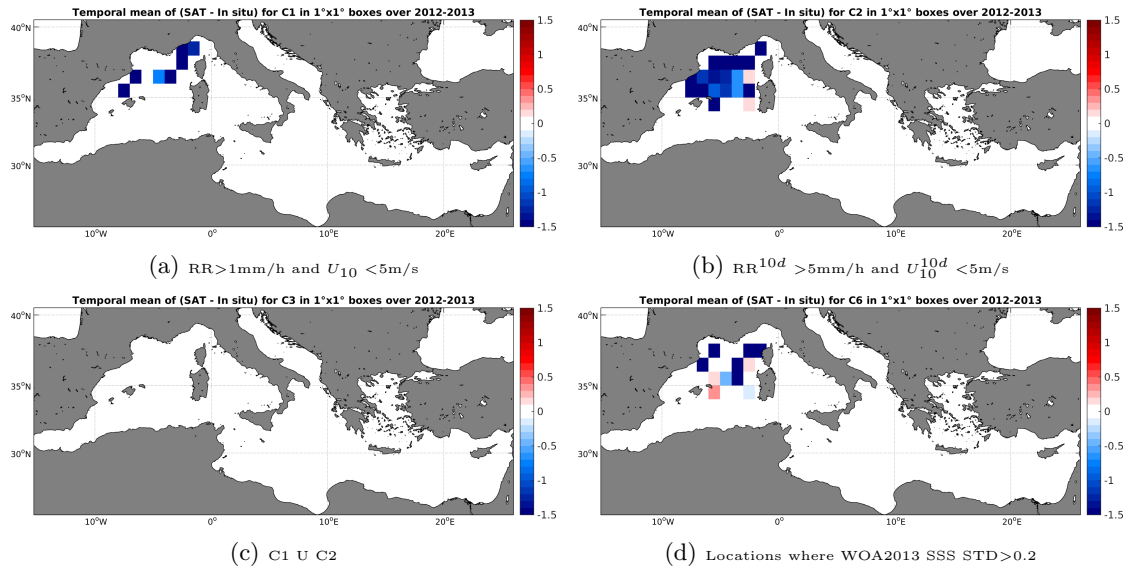 Temporal mean of (SAT - In situ) for C1 in 1°x1° boxes over 2012-2013
40°N
35°N
30°N
10°W
0°
10°E
20°E
1.5
1
0.5
0
-0.5
-1
-1.5
(a) RR>1mm/h and U10 <5m/s
Temporal mean of (SAT - In situ) for C2 in 1°x1° boxes over 2012-2013
40°N
35°N
30°N
10°W
0°
10°E
20°E
1.5
1
0.5
0
-0.5
-1
-1.5
(b) RR^10d >5mm/h and U10^10d <5m/s
Temporal mean of (SAT - In situ) for C3 in 1°x1° boxes over 2012-2013
40°N
35°N
30°N
10°W
0°
10°E
20°E
1.5
1
0.5
0
-0.5
-1
-1.5
(c) C1 U C2
Temporal mean of (SAT - In situ) for C6 in 1°x1° boxes over 2012-2013
40°N
35°N
30°N
10°W
0°
10°E
20°E
1.5
1
0.5
0
-0.5
-1
-1.5
(d) Locations where WOA2013 SSS STD>0.2